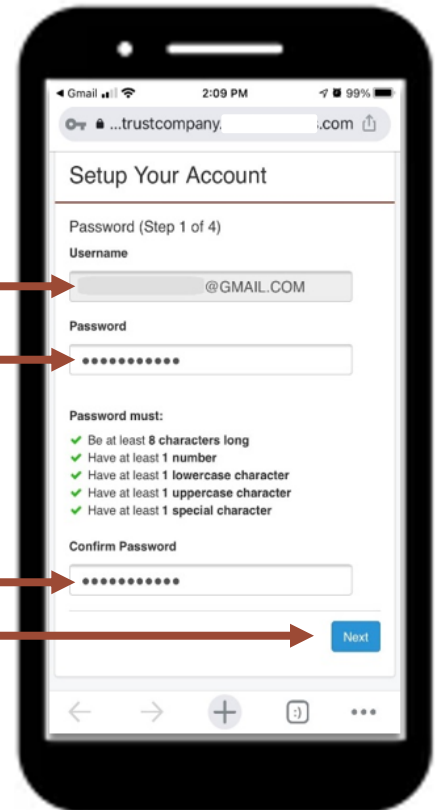 Gmail 2:09 PM 99%
...trustcompany. .com
Setup Your Account
Password (Step 1 of 4)
Username
@GMAIL.COM
Password
•••••••••••
Password must:
Be at least 8 characters long
Have at least 1 number
Have at least 1 lowercase character
Have at least 1 uppercase character
Have at least 1 special character
Confirm Password
•••••••••••
Next
:)